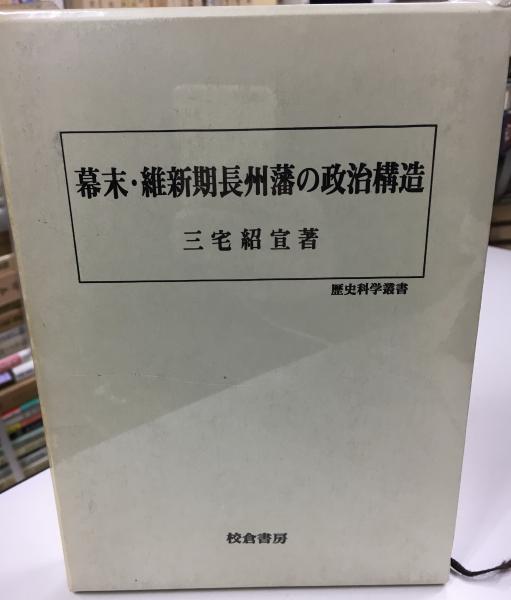 幕末・維新期長州藩の政治構造
三宅紹宣著
歴史科学叢書
校倉書房